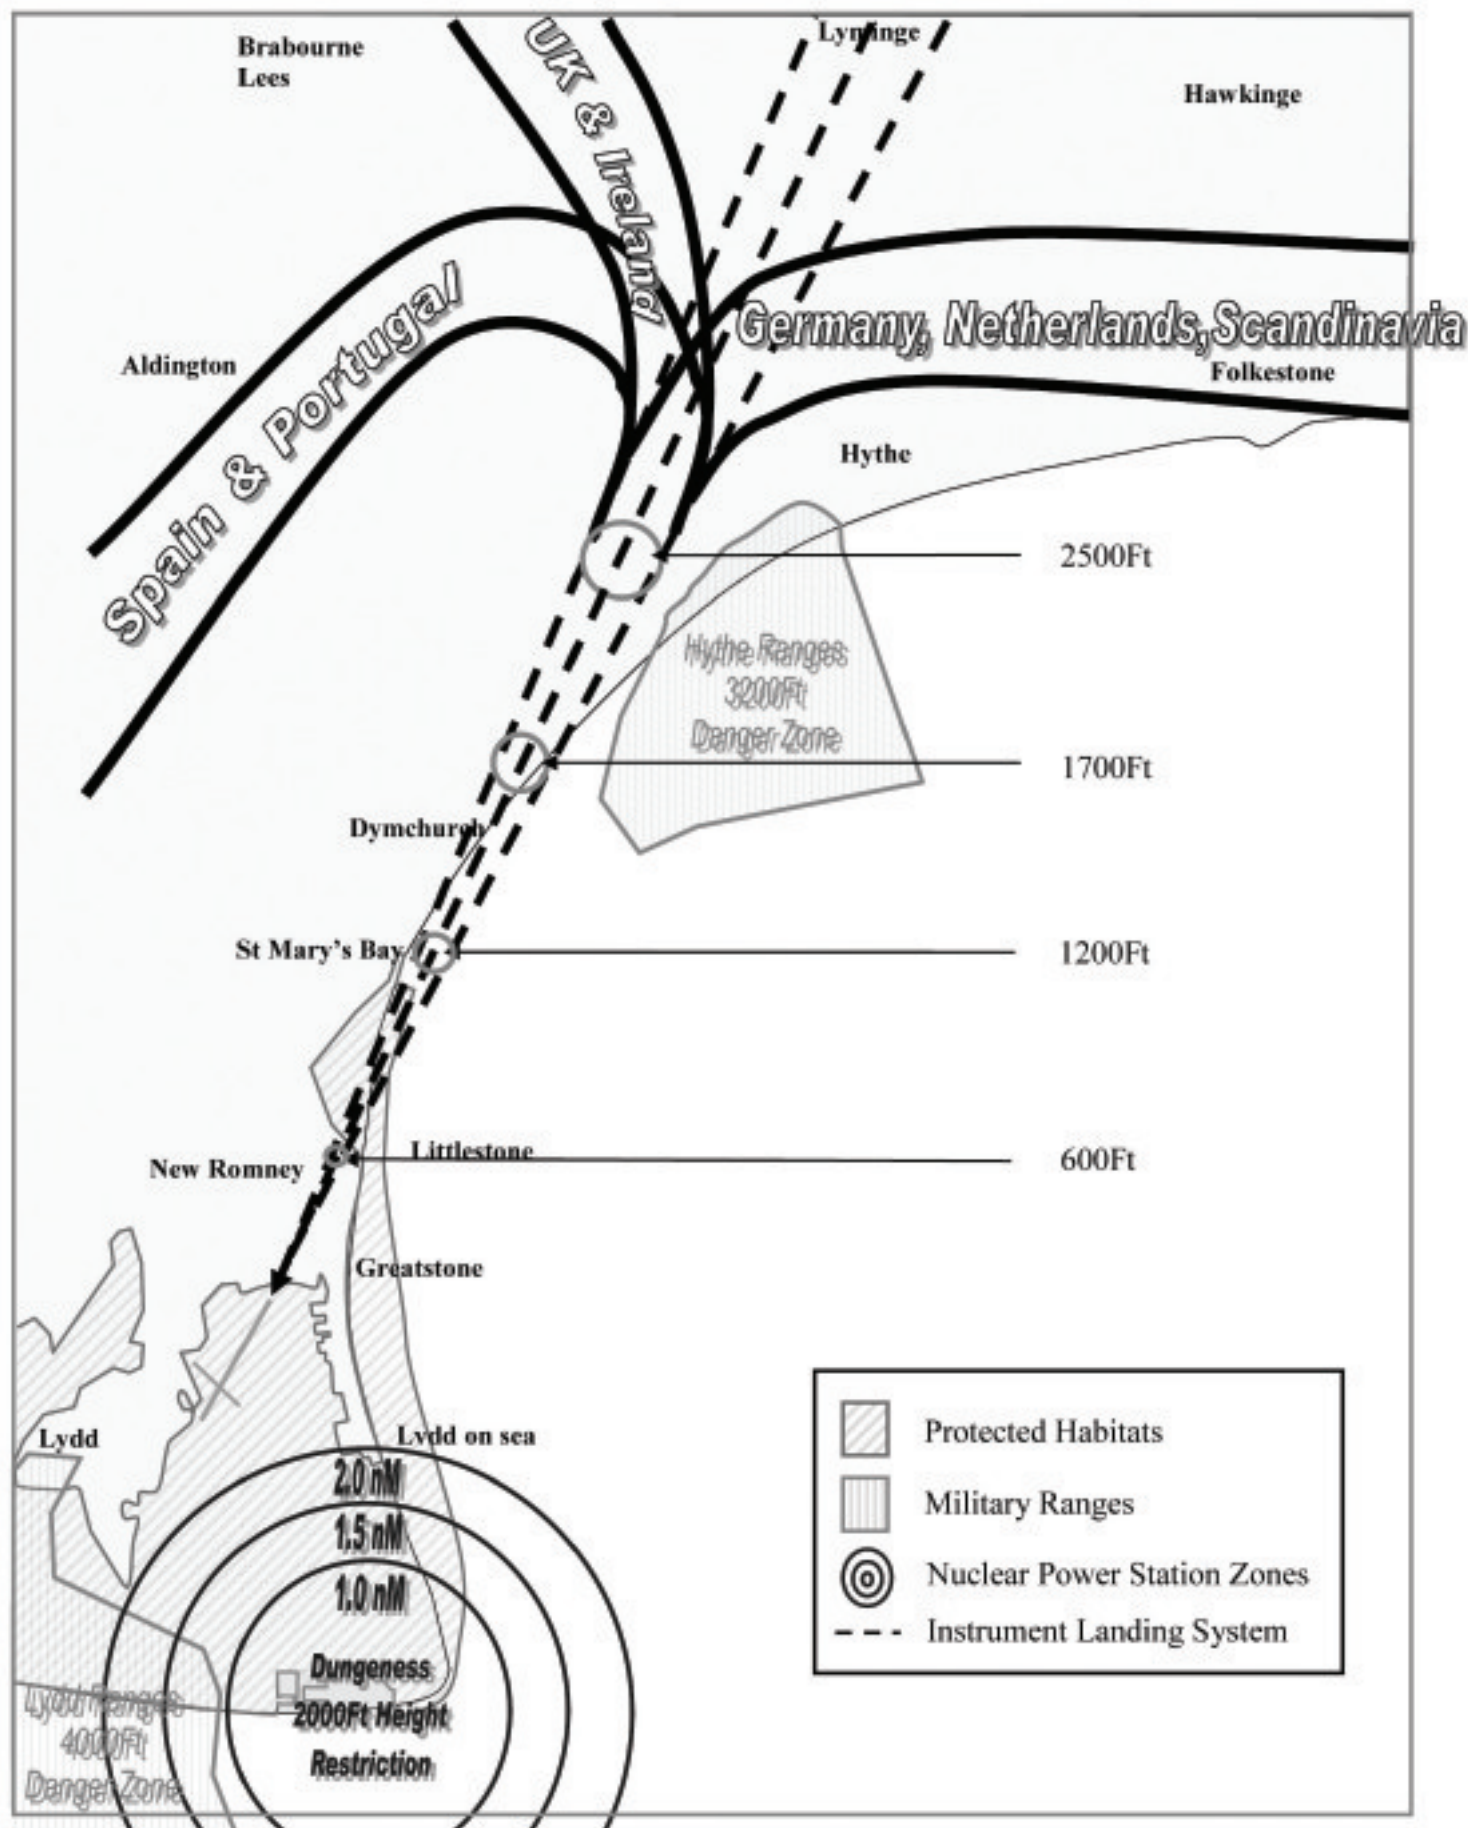 Brabourne
Lees
UK & Ireland
Lyminge
Hawkinge
Spain & Portugal
Germany, Netherlands,Scandinavia
Aldington
Folkestone
Hythe
2500Ft
Hythe Ranges
3200Ft
Danger Zone
1700Ft
Dymchurch
St Mary's Bay
1200Ft
New Romney
Littlestone
600Ft
Greatstone
Lydd
Lydd on sea
2.0 nM
1.5 nM
1.0 nM
Dungeness
2000Ft Height
Restriction
Lydd Ranges
4000Ft
Danger Zone
Protected Habitats
Military Ranges
Nuclear Power Station Zones
Instrument Landing System